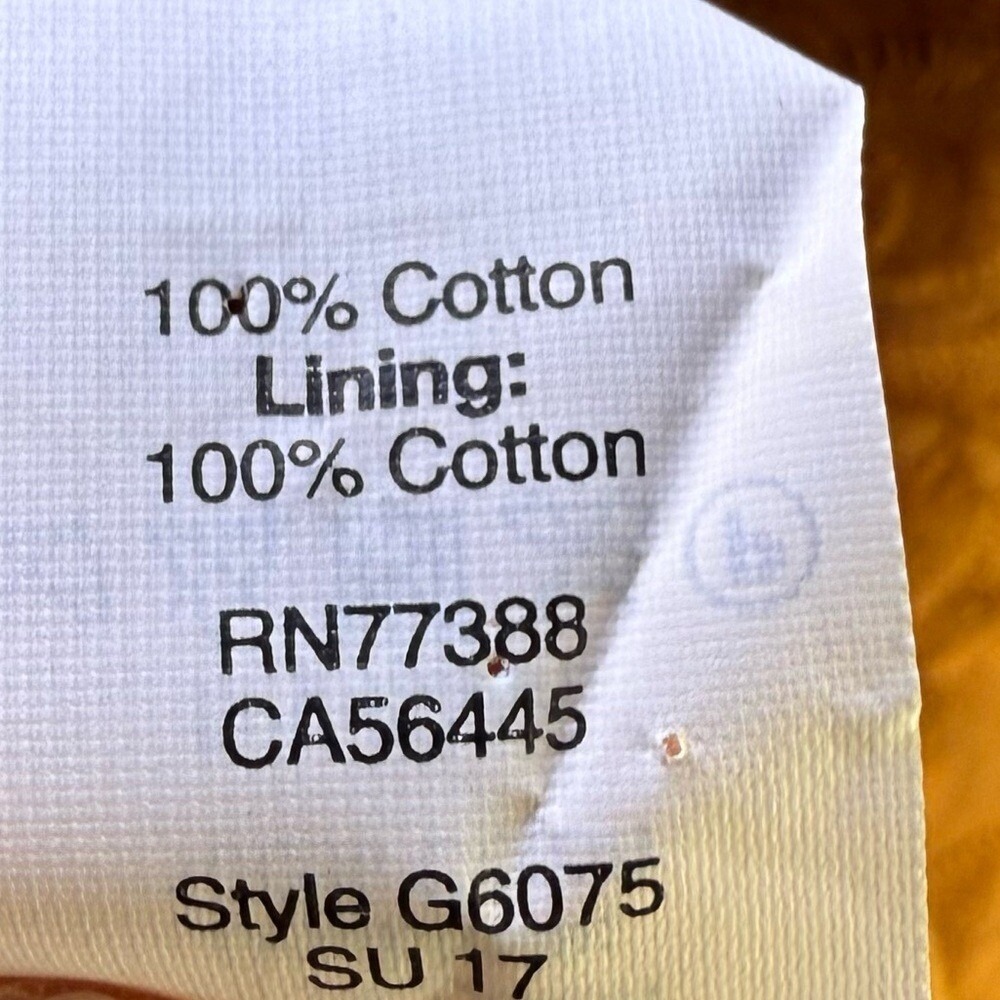 100% Cotton
Lining:
100% Cotton
RN77388
CA56445
Style G6075
SU 17